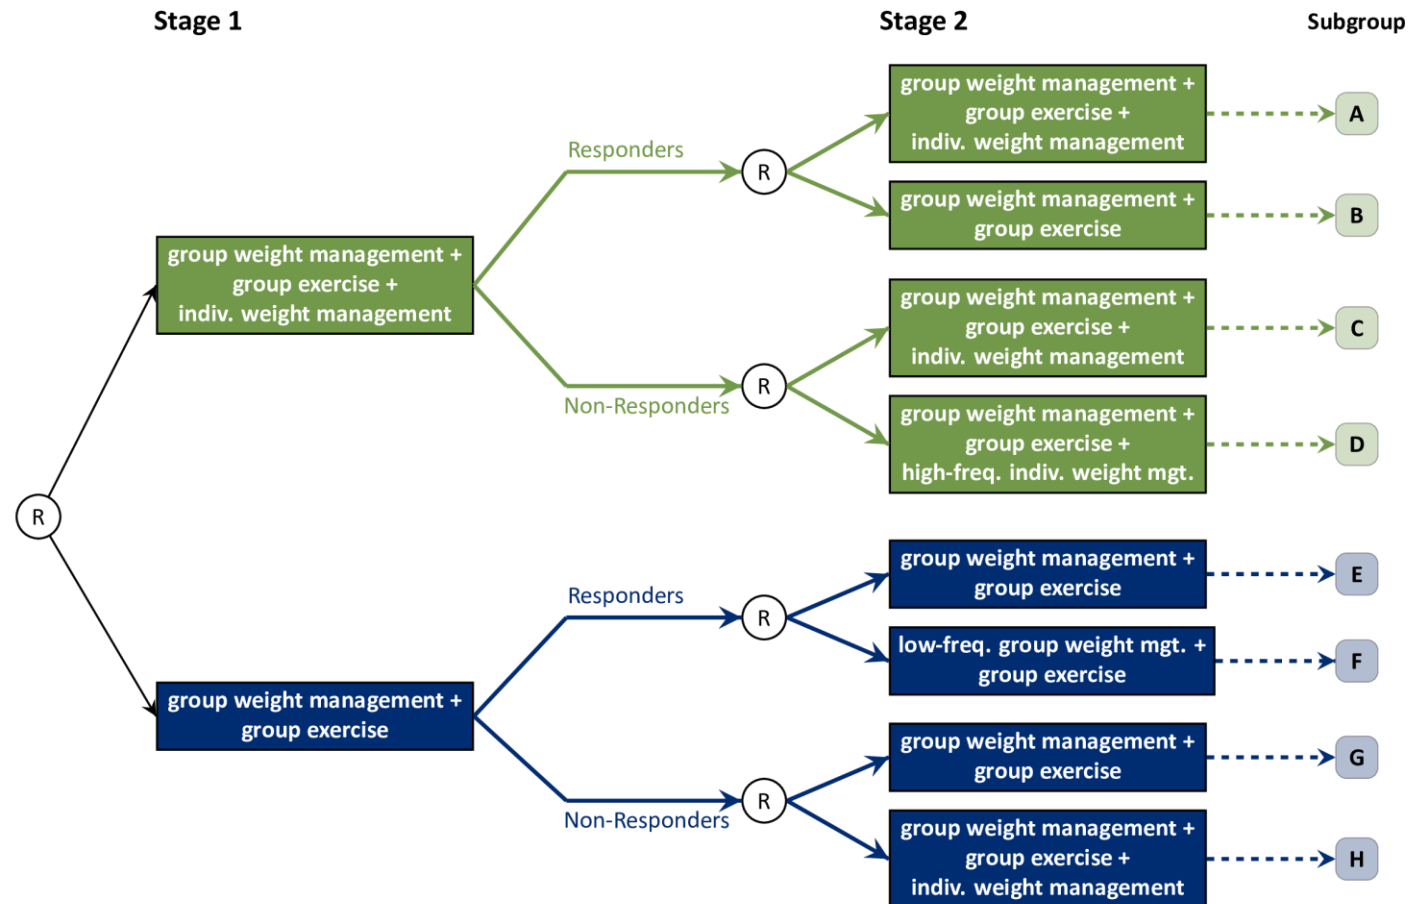 Stage 1
Stage 2
Subgroup
group weight management +
group exercise +
indiv. weight management
A
Responders
R
group weight management +
group exercise
B
group weight management +
group exercise +
indiv. weight management
group weight management +
group exercise +
indiv. weight management
C
R
Non-Responders
group weight management +
group exercise +
high-freq. indiv. weight mgt.
D
R
group weight management +
group exercise
E
Responders
R
low-freq. group weight mgt. +
group exercise
F
group weight management +
group exercise
group weight management +
group exercise
G
R
Non-Responders
group weight management +
group exercise +
indiv. weight management
H